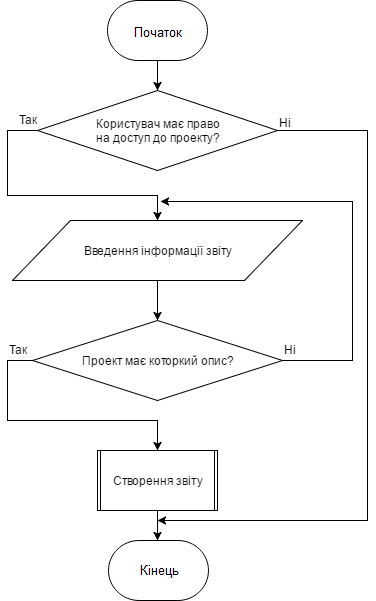 Початок
Користувач має право
на доступ до проекту?
Так
Ні
Введення інформації звіту
Проект має которкий опис?
Так
Ні
Створення звіту
Кінець